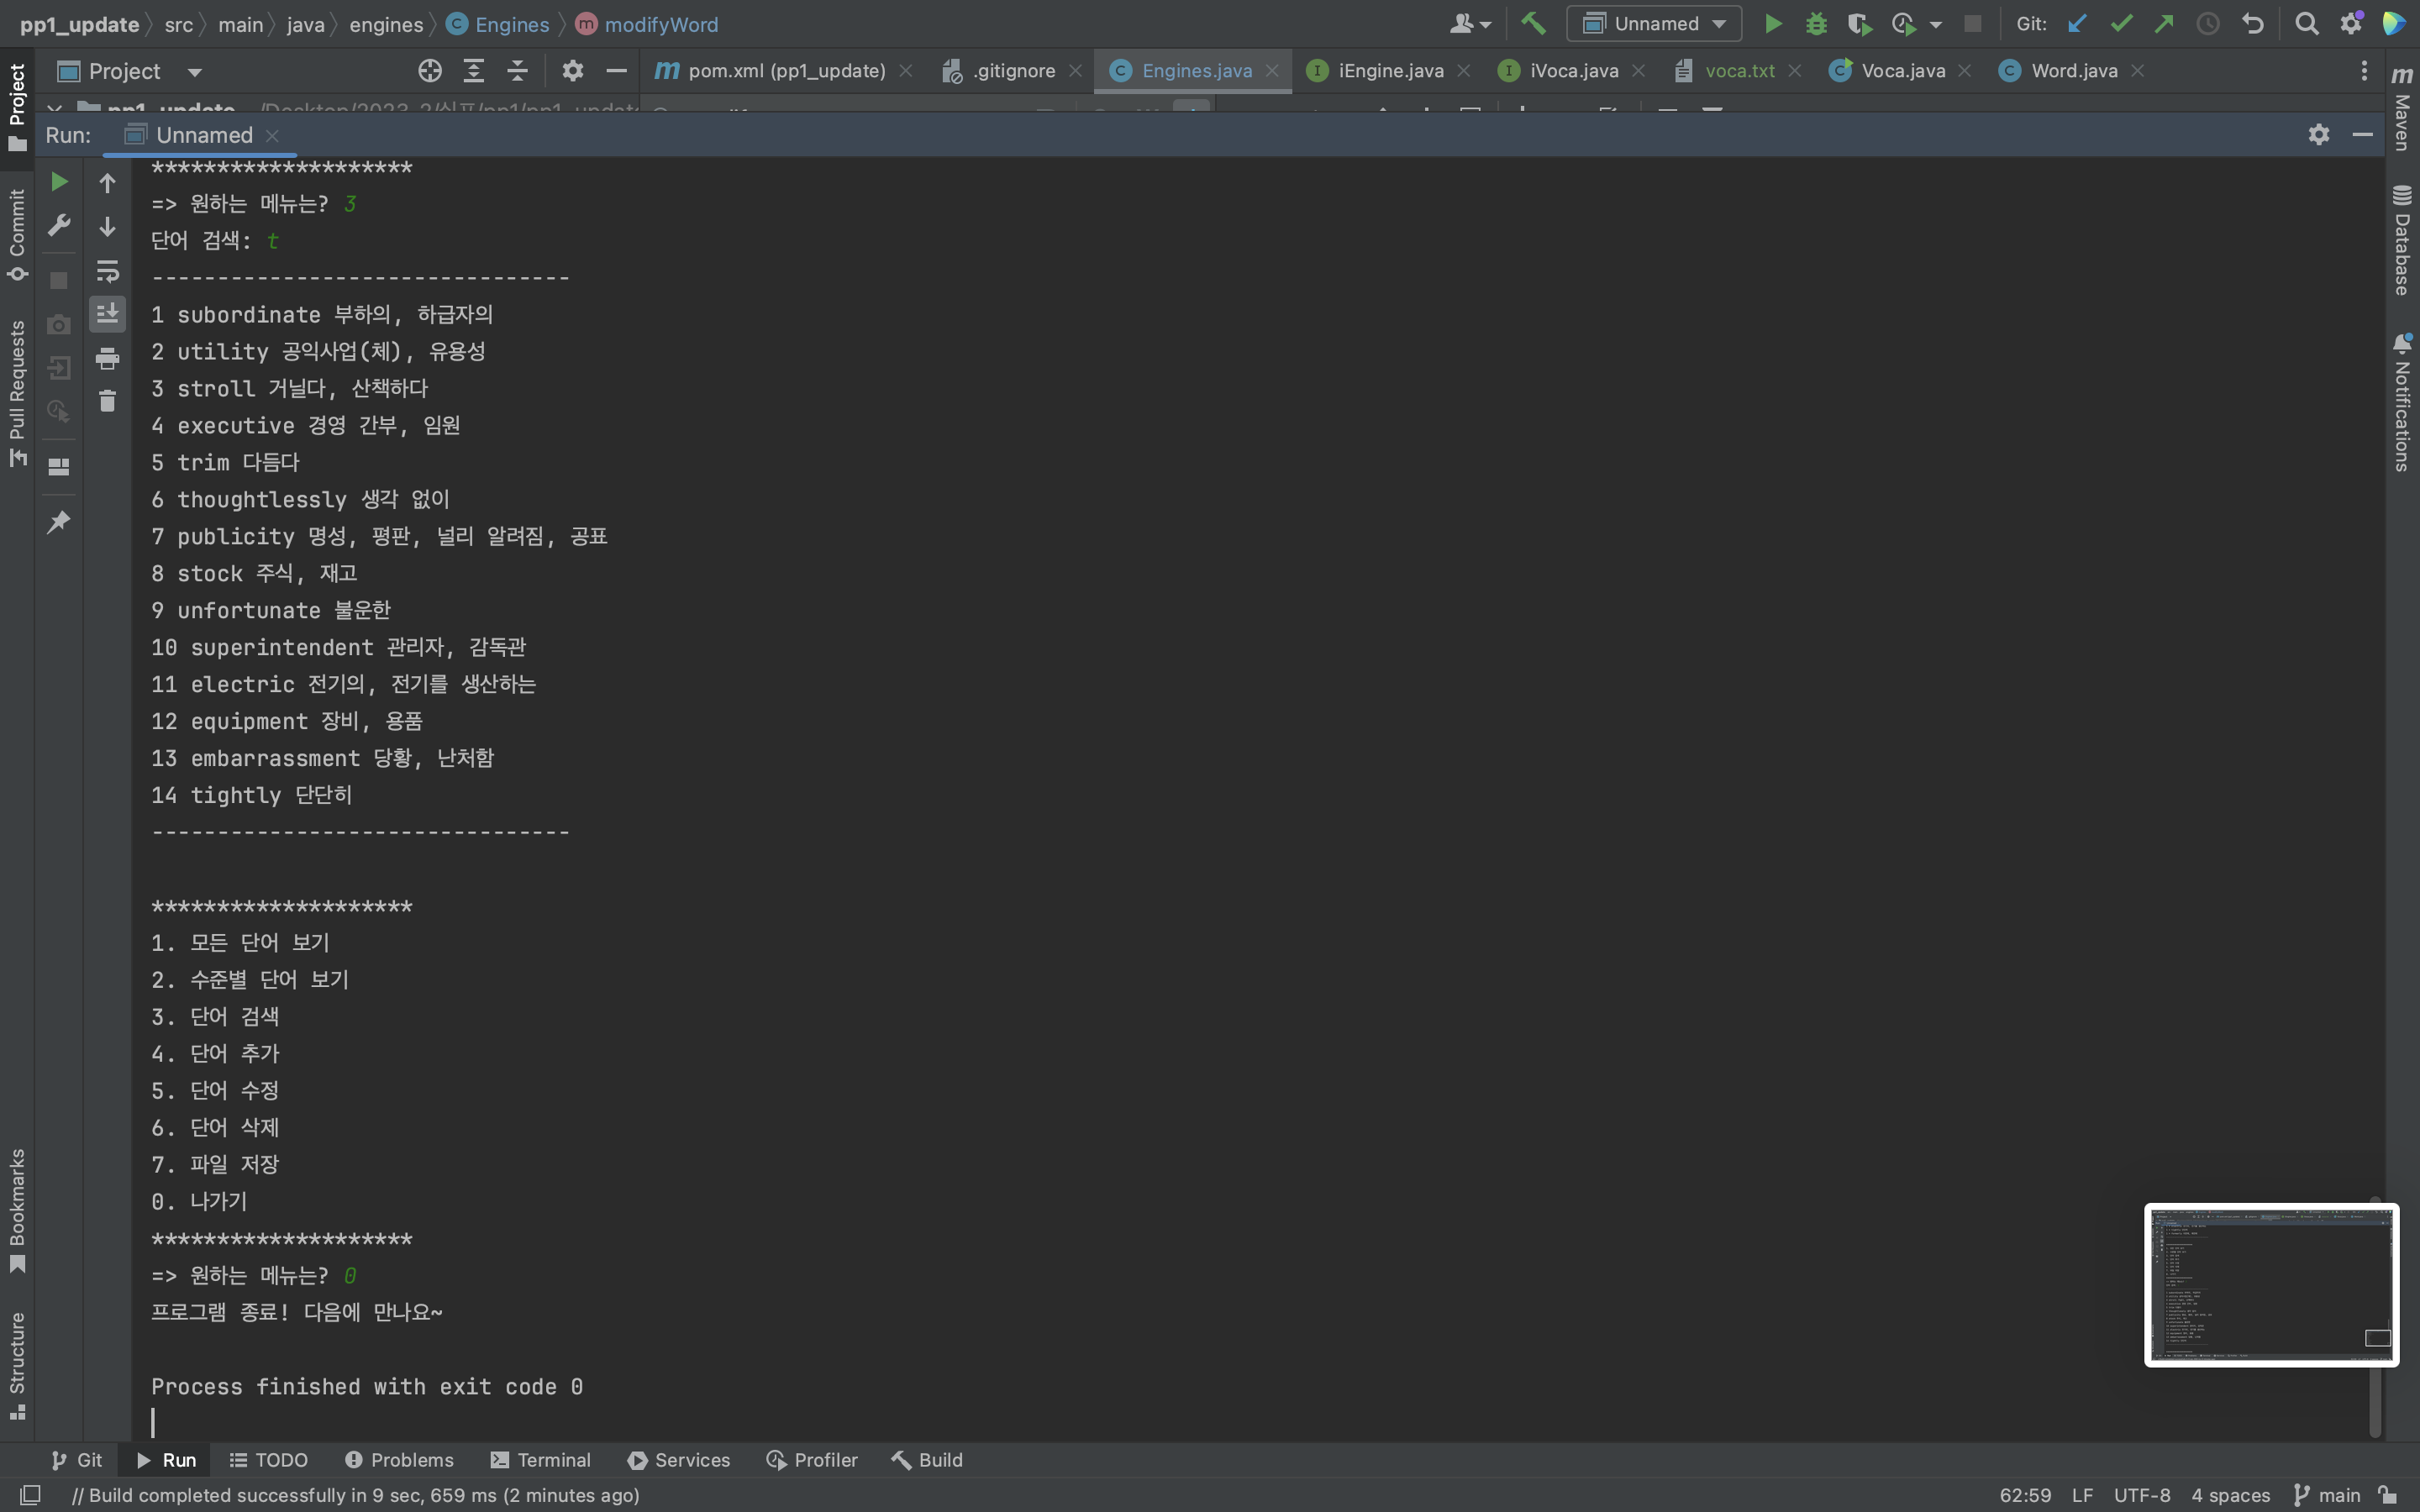 pp1_update 〉 src 〉 main 〉 java 〉 engines 〉 C Engines 〉 m modifyWord
Unnamed
Git:
Project
pom.xml (pp1_update)
.gitignore
Engines.java
iEngine.java
iVoca.java
voca.txt
Voca.java
Word.java
pp1_update ~/Desktop/2023_2/실프/pp1/pp1_update
Run: Unnamed
********************
=> 원하는 메뉴는? 3
단어 검색: t
--------------------------------
1 subordinate 부하의, 하급자의
2 utility 공익사업(체), 유용성
3 stroll 거닐다, 산책하다
4 executive 경영 간부, 임원
5 trim 다듬다
6 thoughtlessly 생각 없이
7 publicity 명성, 평판, 널리 알려짐, 공표
8 stock 주식, 재고
9 unfortunate 불운한
10 superintendent 관리자, 감독관
11 electric 전기의, 전기를 생산하는
12 equipment 장비, 용품
13 embarrassment 당황, 난처함
14 tightly 단단히
--------------------------------
********************
1. 모든 단어 보기
2. 수준별 단어 보기
3. 단어 검색
4. 단어 추가
5. 단어 수정
6. 단어 삭제
7. 파일 저장
0. 나가기
********************
=> 원하는 메뉴는? 0
프로그램 종료! 다음에 만나요~
Process finished with exit code 0
Project
Commit
Pull Requests
Bookmarks
Structure
Maven
Database
Notifications
Git
Run
TODO
Problems
Terminal
Services
Profiler
Build
// Build completed successfully in 9 sec, 659 ms (2 minutes ago)
62:59 LF UTF-8 4 spaces main